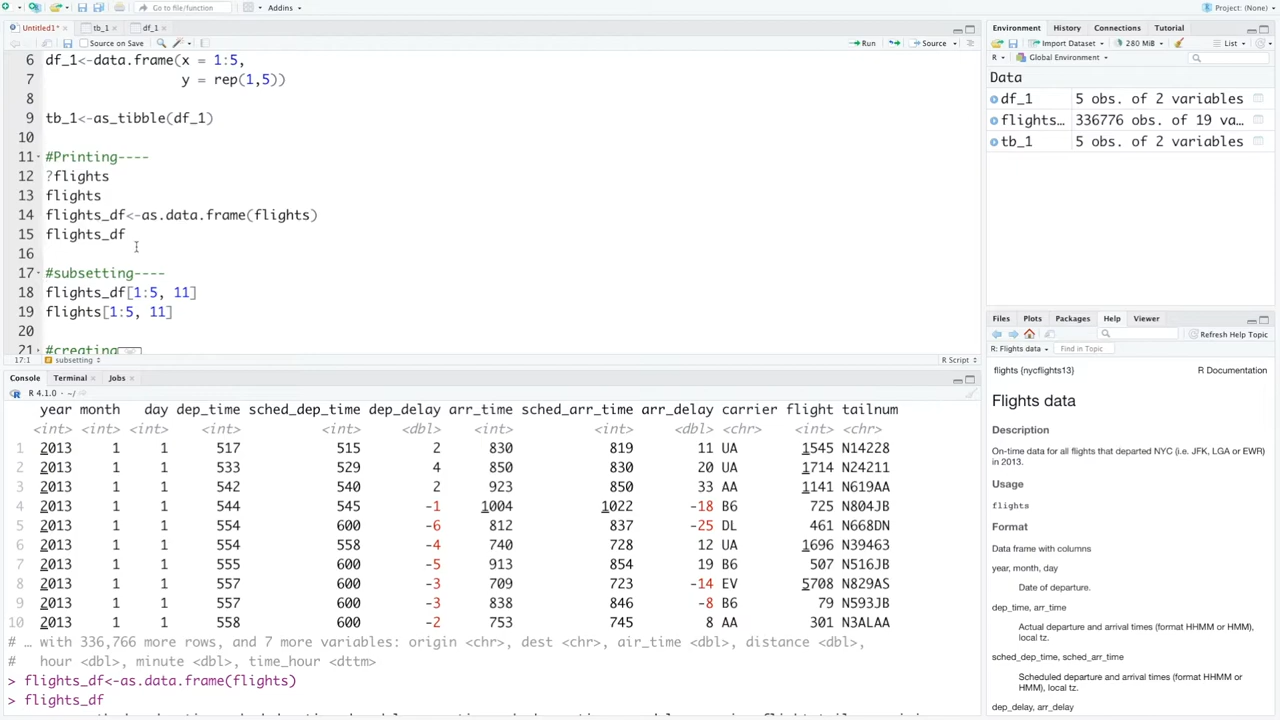 Go to file/function
Addins
Project: (None)
Untitled1*
tb_1
df_1
Source on Save
Run
Source
6 df_1<-data.frame(x = 1:5,
7 y = rep(1,5))
8
9 tb_1<-as_tibble(df_1)
10
11 #Printing----
12 ?flights
13 flights
14 flights_df<-as.data.frame(flights)
15 flights_df
16
17 #subsetting----
18 flights_df[1:5, 11]
19 flights[1:5, 11]
20
21 #creating
17:1 subsetting R Script
Console Terminal Jobs
R 4.1.0 · ~/
year month day dep_time sched_dep_time dep_delay arr_time sched_arr_time arr_delay carrier flight tailnum
<int> <int> <int> <int> <int> <dbl> <int> <int> <dbl> <chr> <int> <chr>
1 2013 1 1 517 515 2 830 819 11 UA 1545 N14228
2 2013 1 1 533 529 4 850 830 20 UA 1714 N24211
3 2013 1 1 542 540 2 923 850 33 AA 1141 N619AA
4 2013 1 1 544 545 -1 1004 1022 -18 B6 725 N804JB
5 2013 1 1 554 600 -6 812 837 -25 DL 461 N668DN
6 2013 1 1 554 558 -4 740 728 12 UA 1696 N39463
7 2013 1 1 555 600 -5 913 854 19 B6 507 N516JB
8 2013 1 1 557 600 -3 709 723 -14 EV 5708 N829AS
9 2013 1 1 557 600 -3 838 846 -8 B6 79 N593JB
10 2013 1 1 558 600 -2 753 745 8 AA 301 N3ALAA
# … with 336,766 more rows, and 7 more variables: origin <chr>, dest <chr>, air_time <dbl>, distance <dbl>,
# hour <dbl>, minute <dbl>, time_hour <dttm>
> flights_df<-as.data.frame(flights)
> flights_df
Environment History Connections Tutorial
Import Dataset 280 MiB List
R Global Environment
Data
df_1 5 obs. of 2 variables
flights… 336776 obs. of 19 va…
tb_1 5 obs. of 2 variables
Files Plots Packages Help Viewer
Refresh Help Topic
R: Flights data Find in Topic
flights {nycflights13} R Documentation
Flights data
Description
On-time data for all flights that departed NYC (i.e. JFK, LGA or EWR)
in 2013.
Usage
flights
Format
Data frame with columns
year, month, day
Date of departure.
dep_time, arr_time
Actual departure and arrival times (format HHMM or HMM),
local tz.
sched_dep_time, sched_arr_time
Scheduled departure and arrival times (format HHMM or
HMM), local tz.
dep_delay, arr_delay